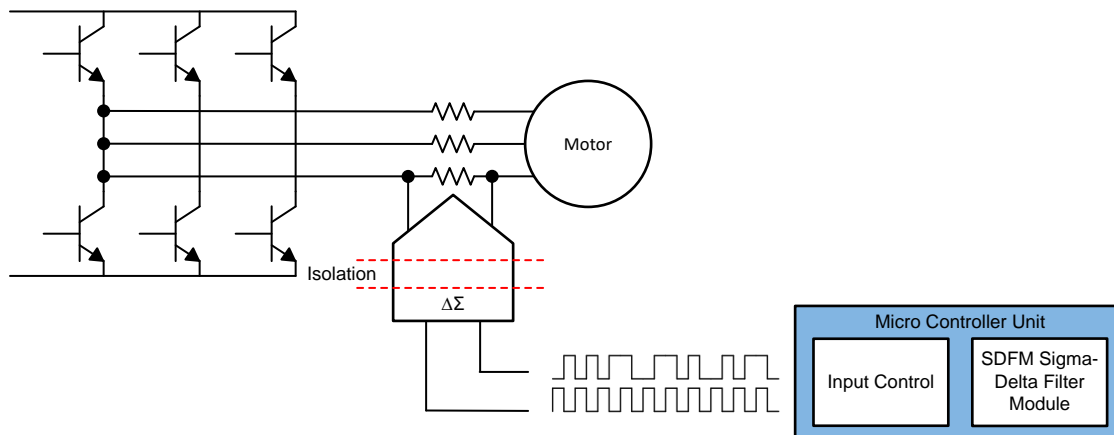 Motor
Isolation
ΔΣ
Micro Controller Unit
Input Control
SDFM Sigma-
Delta Filter
Module